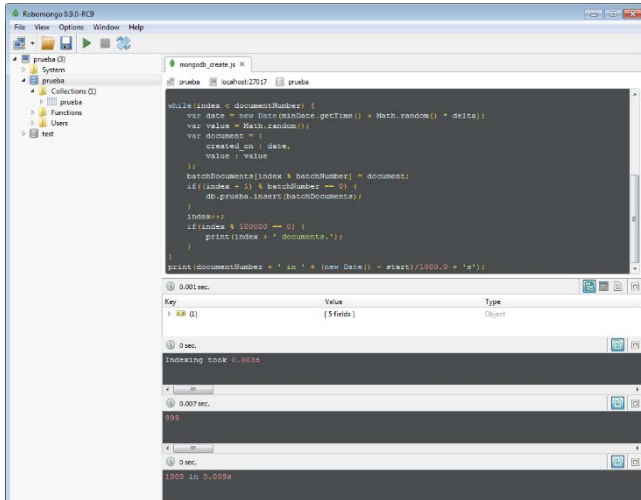 Robomongo 0.9.0-RC9
File View Options Window Help
prueba (3)
System
prueba
Collections (1)
prueba
Functions
Users
test
mongodb_create.js
prueba localhost:27017 prueba
while(index < documentNumber) {
var date = new Date(minDate.getTime() + Math.random() * delta);
var value = Math.random();
var document = {
created_on : date,
value : value
};
batchDocuments[index % batchNumber] = document;
if((index + 1) % batchNumber == 0) {
db.prueba.insert(batchDocuments);
}
index++;
if(index % 100000 == 0) {
print(index + ' documents.');
}
}
print(documentNumber + ' in ' + (new Date() - start)/1000.0 + 's');
0.001 sec.
Key Value Type
(1) { 5 fields } Object
0 sec.
Indexing took 0.003s
0.007 sec.
999
0 sec.
1000 in 0.009s